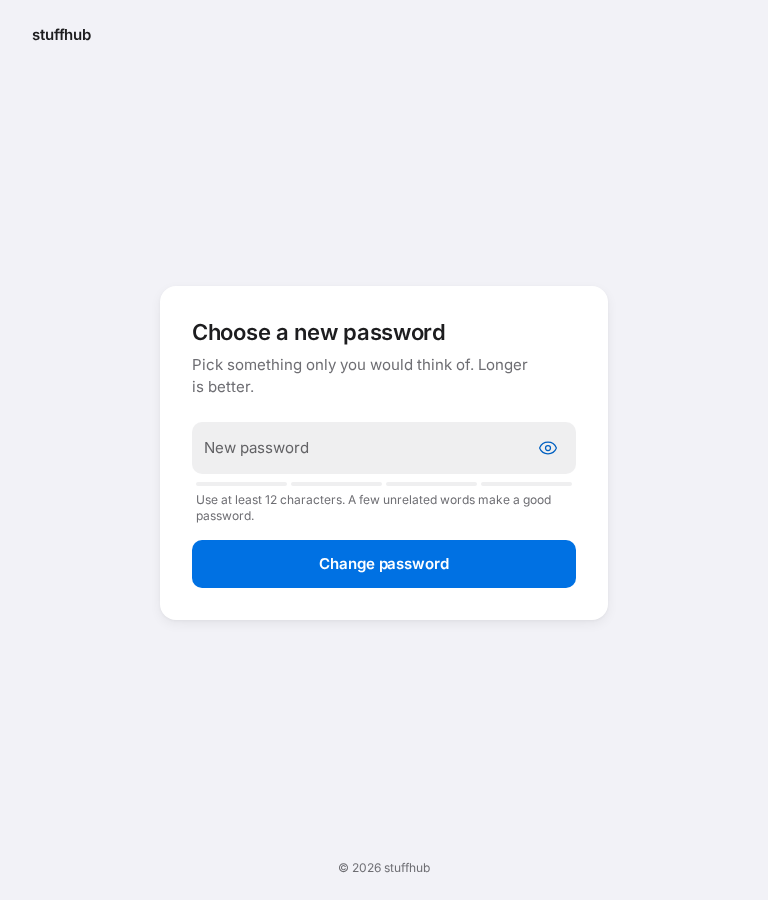 stuffhub
Choose a new password
Pick something only you would think of. Longer
is better.
New password
Use at least 12 characters. A few unrelated words make a good
password.
Change password
© 2026 stuffhub